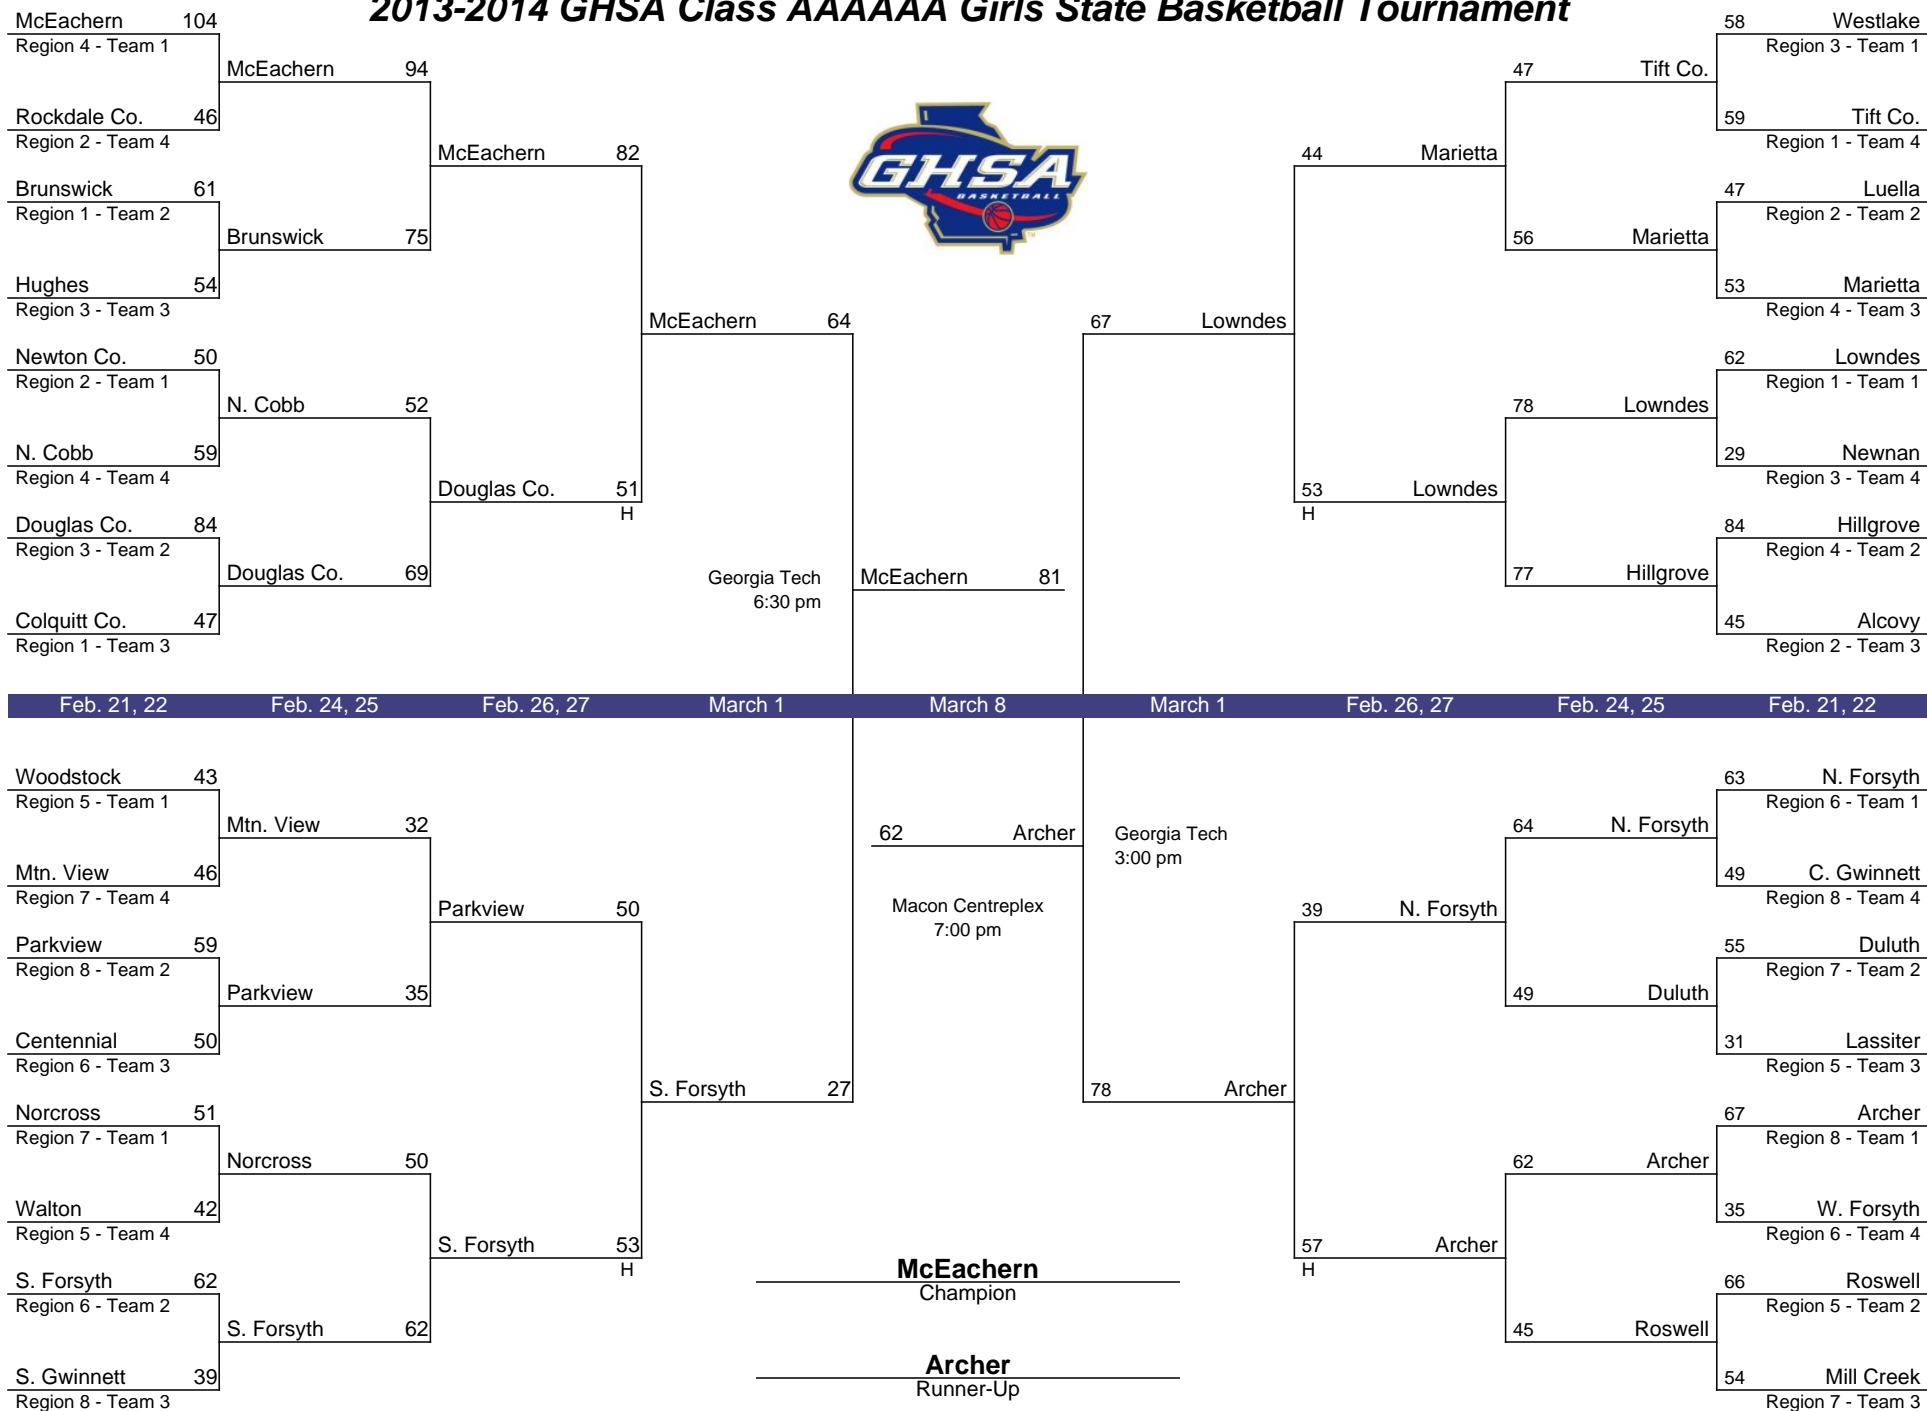 2013-2014 GHSA Class AAAAAA Girls State Basketball Tournament
McEachern 104
Region 4 - Team 1
McEachern 94
Rockdale Co. 46
Region 2 - Team 4
McEachern 82
Brunswick 61
Region 1 - Team 2
Brunswick 75
Hughes 54
Region 3 - Team 3
McEachern 64
Newton Co. 50
Region 2 - Team 1
N. Cobb 52
N. Cobb 59
Region 4 - Team 4
Douglas Co. 51
H
Douglas Co. 84
Region 3 - Team 2
Douglas Co. 69
Colquitt Co. 47
Region 1 - Team 3
Georgia Tech
6:30 pm
McEachern 81
GHSA
BASKETBALL
TM
58 Westlake
Region 3 - Team 1
47 Tift Co.
59 Tift Co.
Region 1 - Team 4
44 Marietta
47 Luella
Region 2 - Team 2
56 Marietta
53 Marietta
Region 4 - Team 3
67 Lowndes
62 Lowndes
Region 1 - Team 1
78 Lowndes
29 Newnan
Region 3 - Team 4
53 Lowndes
H
84 Hillgrove
Region 4 - Team 2
77 Hillgrove
45 Alcovy
Region 2 - Team 3
Feb. 21, 22 Feb. 24, 25 Feb. 26, 27 March 1 March 8 March 1 Feb. 26, 27 Feb. 24, 25 Feb. 21, 22
Woodstock 43
Region 5 - Team 1
Mtn. View 32
Mtn. View 46
Region 7 - Team 4
Parkview 50
Parkview 59
Region 8 - Team 2
Parkview 35
Centennial 50
Region 6 - Team 3
S. Forsyth 27
Norcross 51
Region 7 - Team 1
Norcross 50
Walton 42
Region 5 - Team 4
S. Forsyth 53
H
S. Forsyth 62
Region 6 - Team 2
S. Forsyth 62
S. Gwinnett 39
Region 8 - Team 3
62 Archer
Georgia Tech
3:00 pm
Macon Centreplex
7:00 pm
63 N. Forsyth
Region 6 - Team 1
64 N. Forsyth
49 C. Gwinnett
Region 8 - Team 4
39 N. Forsyth
55 Duluth
Region 7 - Team 2
49 Duluth
31 Lassiter
Region 5 - Team 3
78 Archer
67 Archer
Region 8 - Team 1
62 Archer
35 W. Forsyth
Region 6 - Team 4
57 Archer
H
66 Roswell
Region 5 - Team 2
45 Roswell
54 Mill Creek
Region 7 - Team 3
McEachern
Champion
Archer
Runner-Up